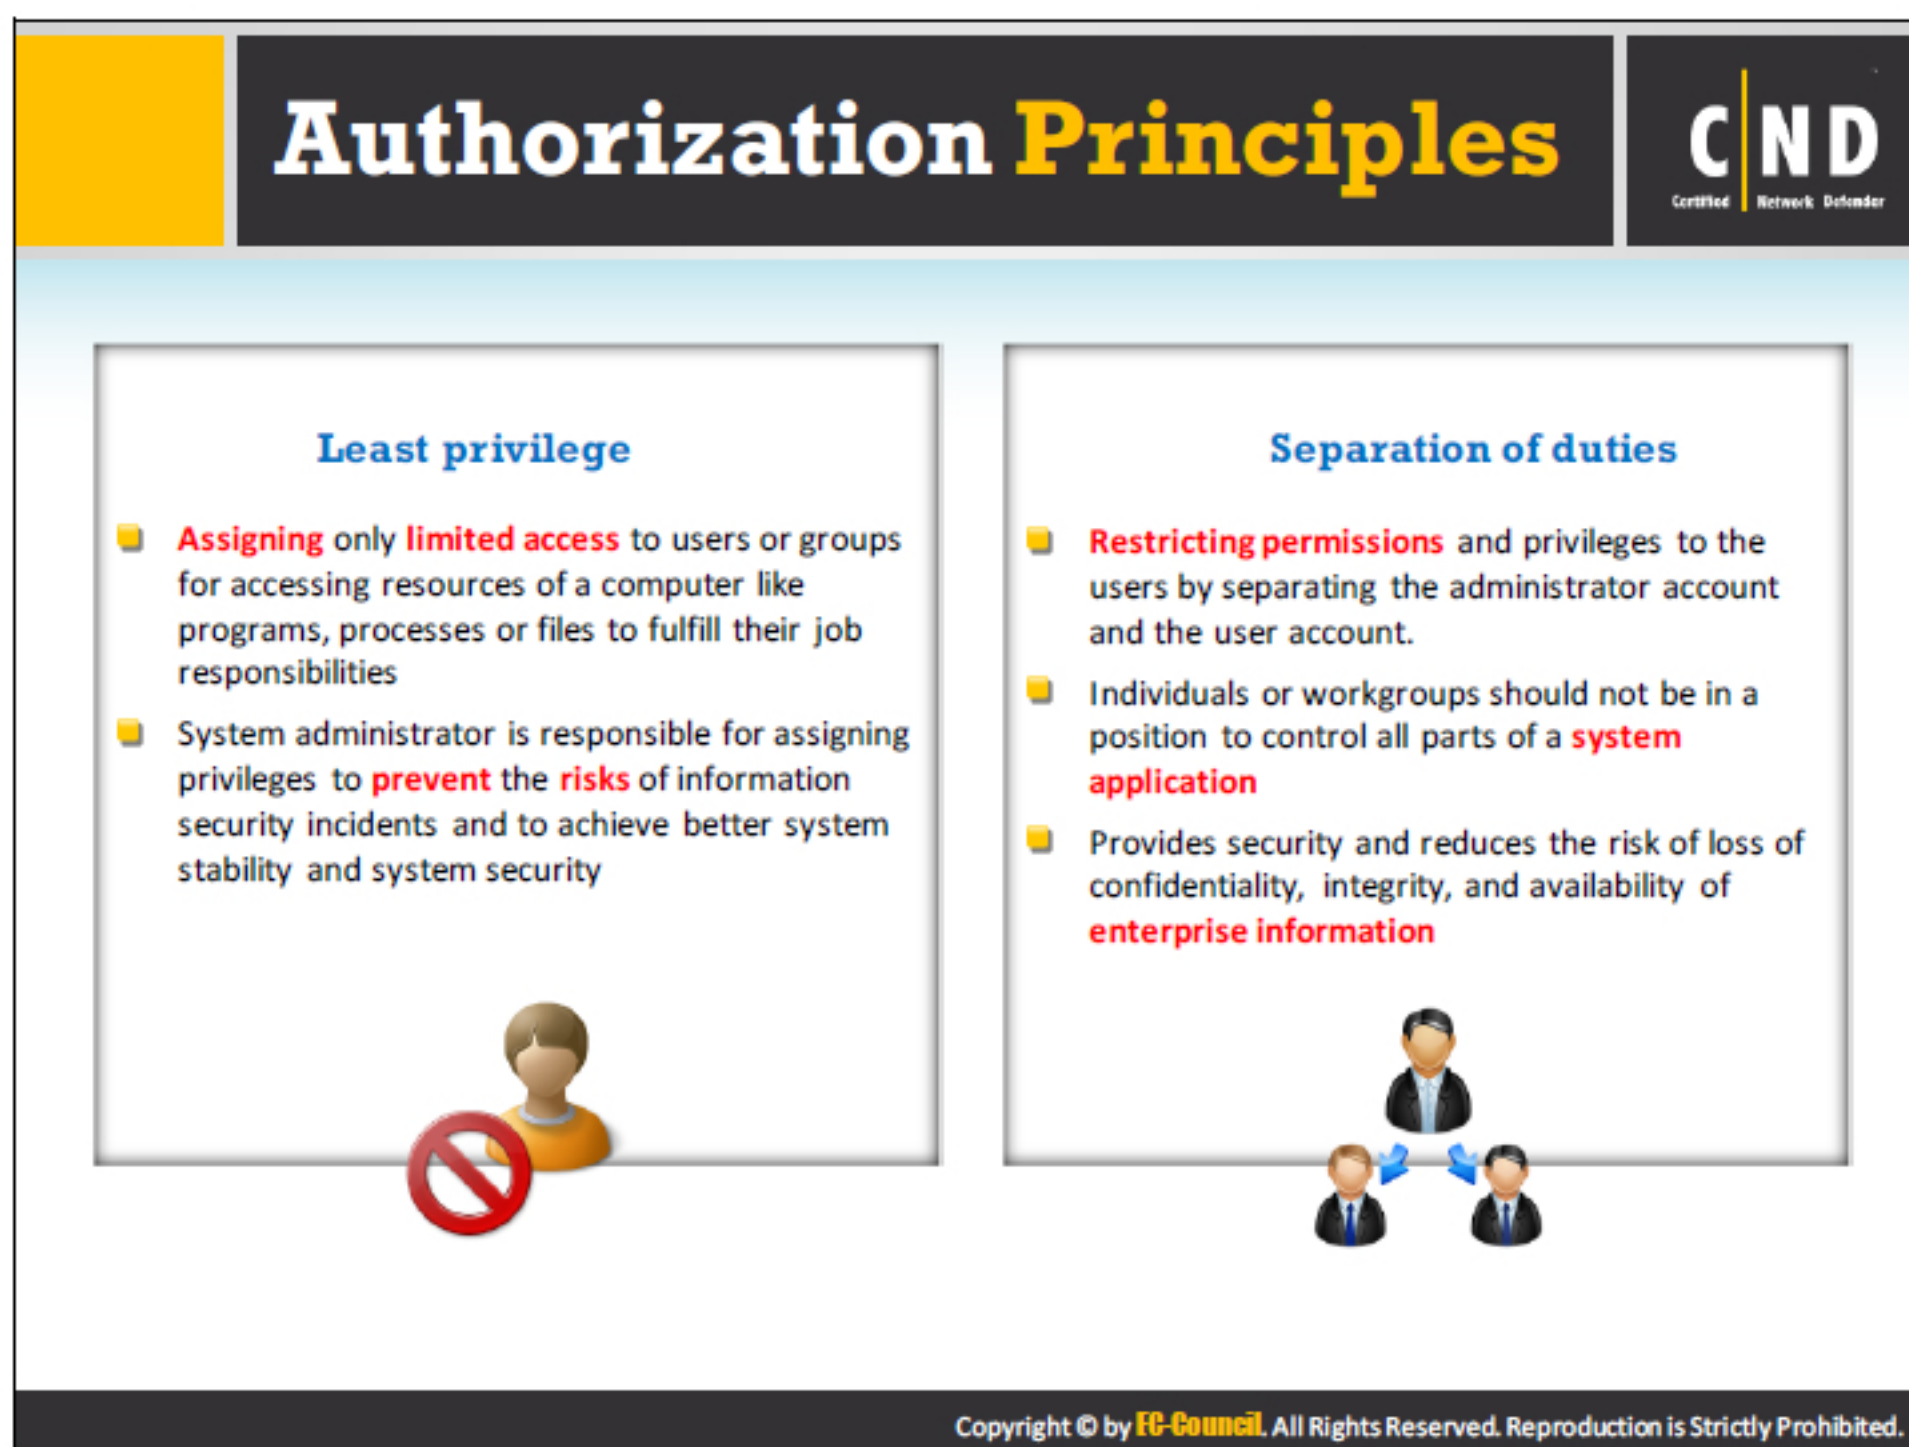 Authorization Principles
C N D
Certified Network Defender
Least privilege
Assigning only limited access to users or groups
for accessing resources of a computer like
programs, processes or files to fulfill their job
responsibilities
System administrator is responsible for assigning
privileges to prevent the risks of information
security incidents and to achieve better system
stability and system security
Separation of duties
Restricting permissions and privileges to the
users by separating the administrator account
and the user account.
Individuals or workgroups should not be in a
position to control all parts of a system
application
Provides security and reduces the risk of loss of
confidentiality, integrity, and availability of
enterprise information
Copyright © by EC-Council. All Rights Reserved. Reproduction is Strictly Prohibited.